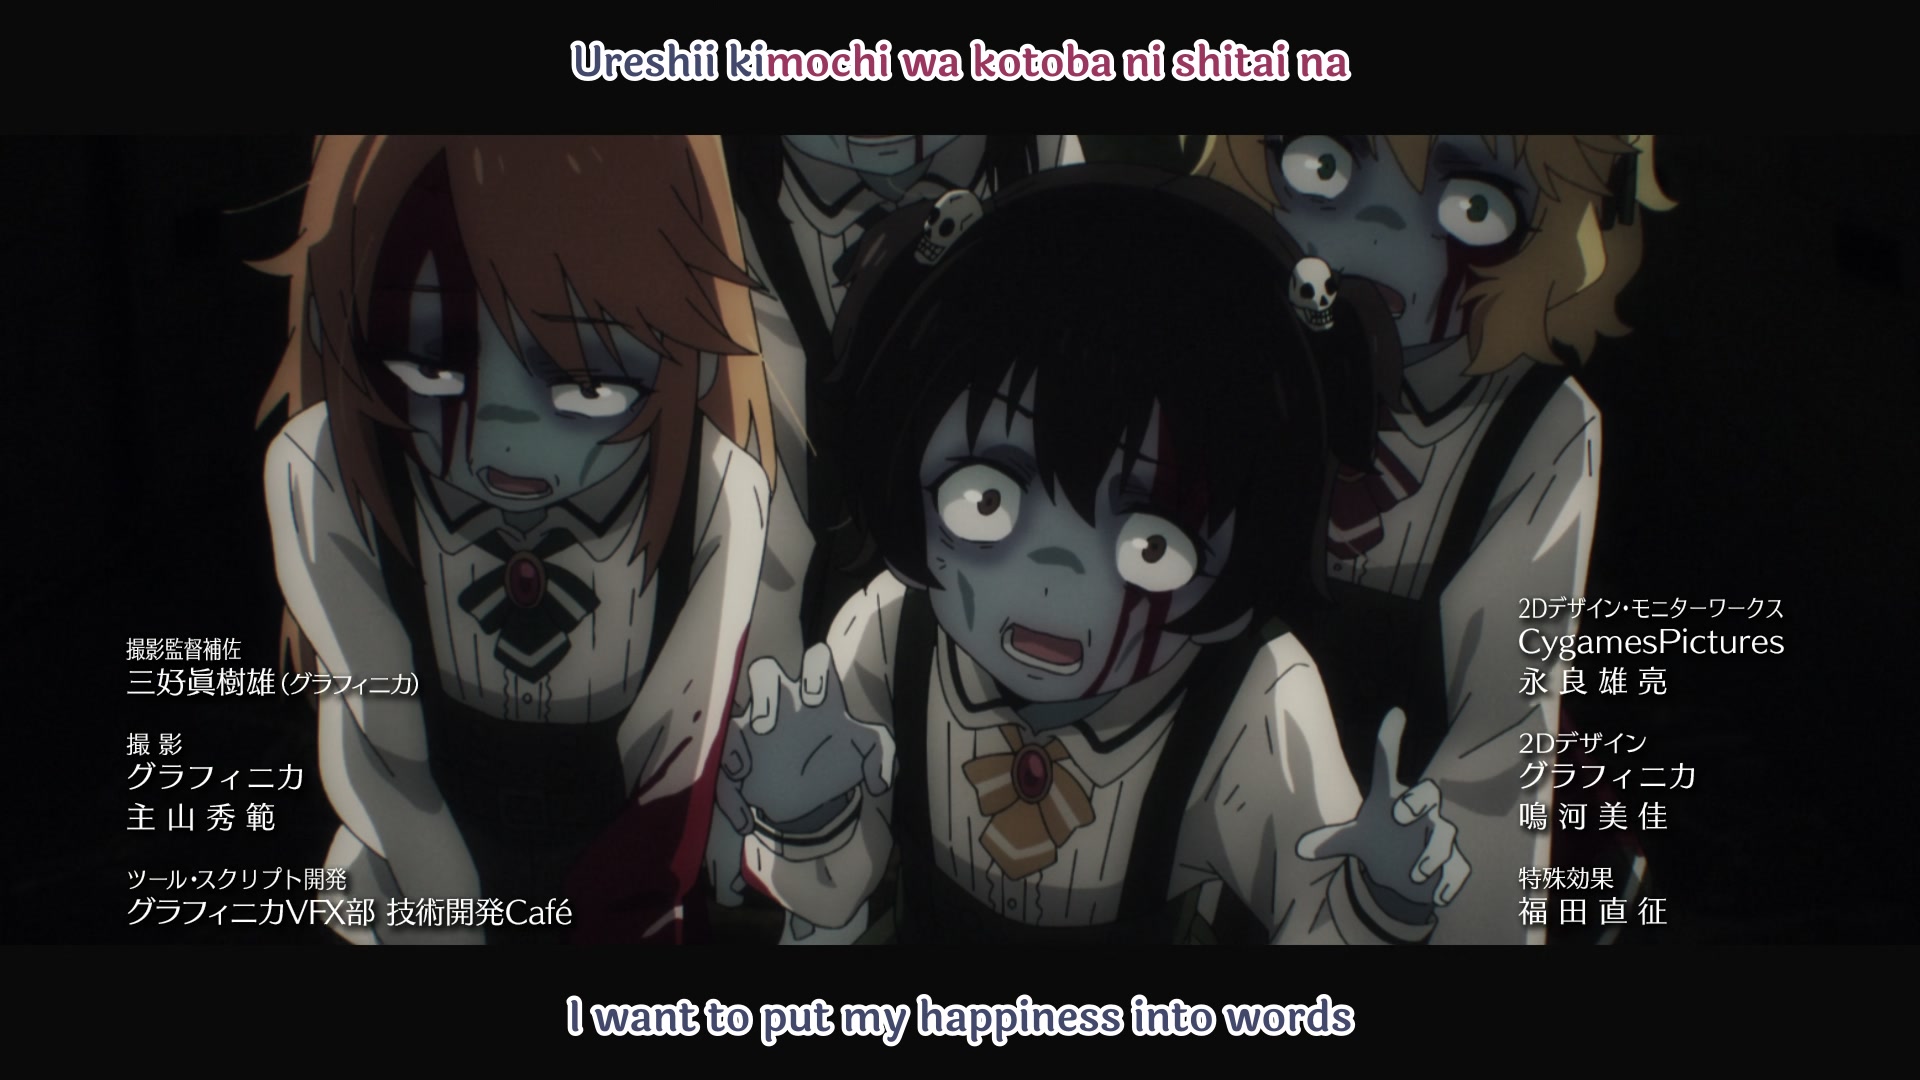 Ureshii kimochi wa kotoba ni shitai na
撮影監督補佐
三好眞樹雄(グラフィニカ)
撮影
グラフィニカ
主山秀範
ツール・スクリプト開発
グラフィニカVFX部 技術開発Café
2Dデザイン・モニターワークス
CygamesPictures
永良雄亮
2Dデザイン
グラフィニカ
鳴河美佳
特殊効果
福田直征
I want to put my happiness into words